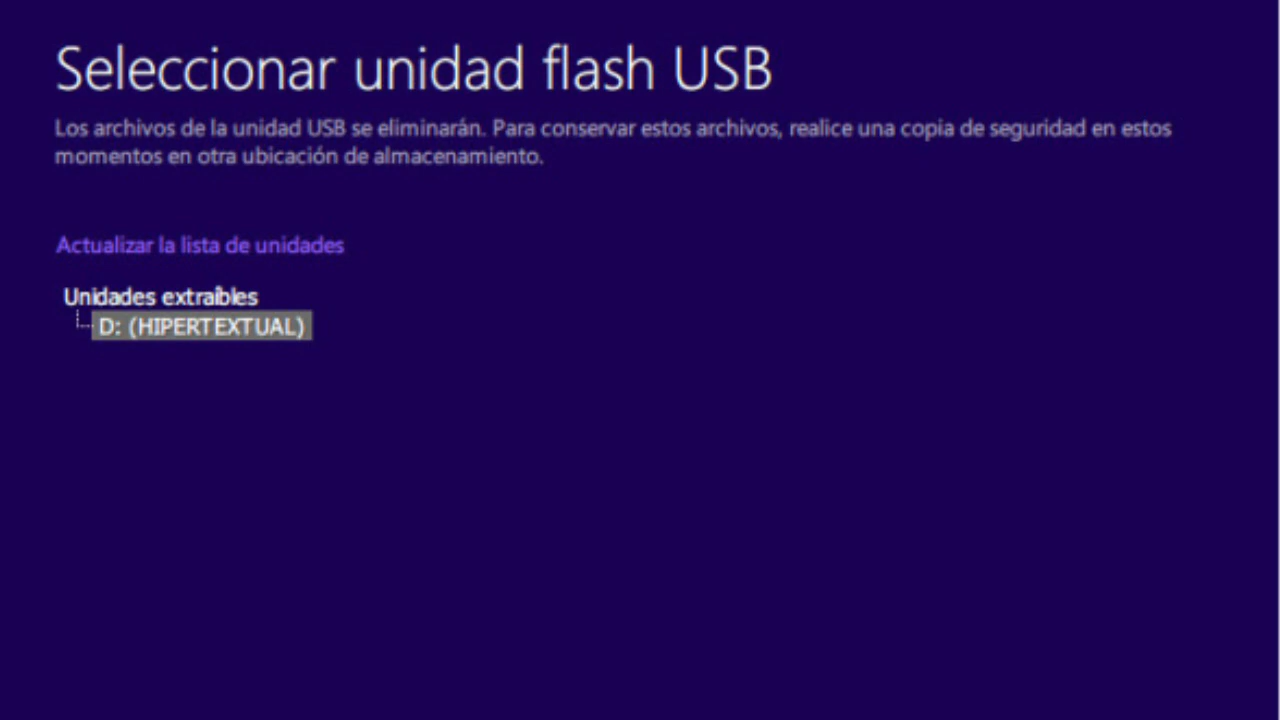 Seleccionar unidad flash USB
Los archivos de la unidad USB se eliminarán. Para conservar estos archivos, realice una copia de seguridad en estos
momentos en otra ubicación de almacenamiento.
Actualizar la lista de unidades
Unidades extraíbles
D: (HIPERTEXTUAL)